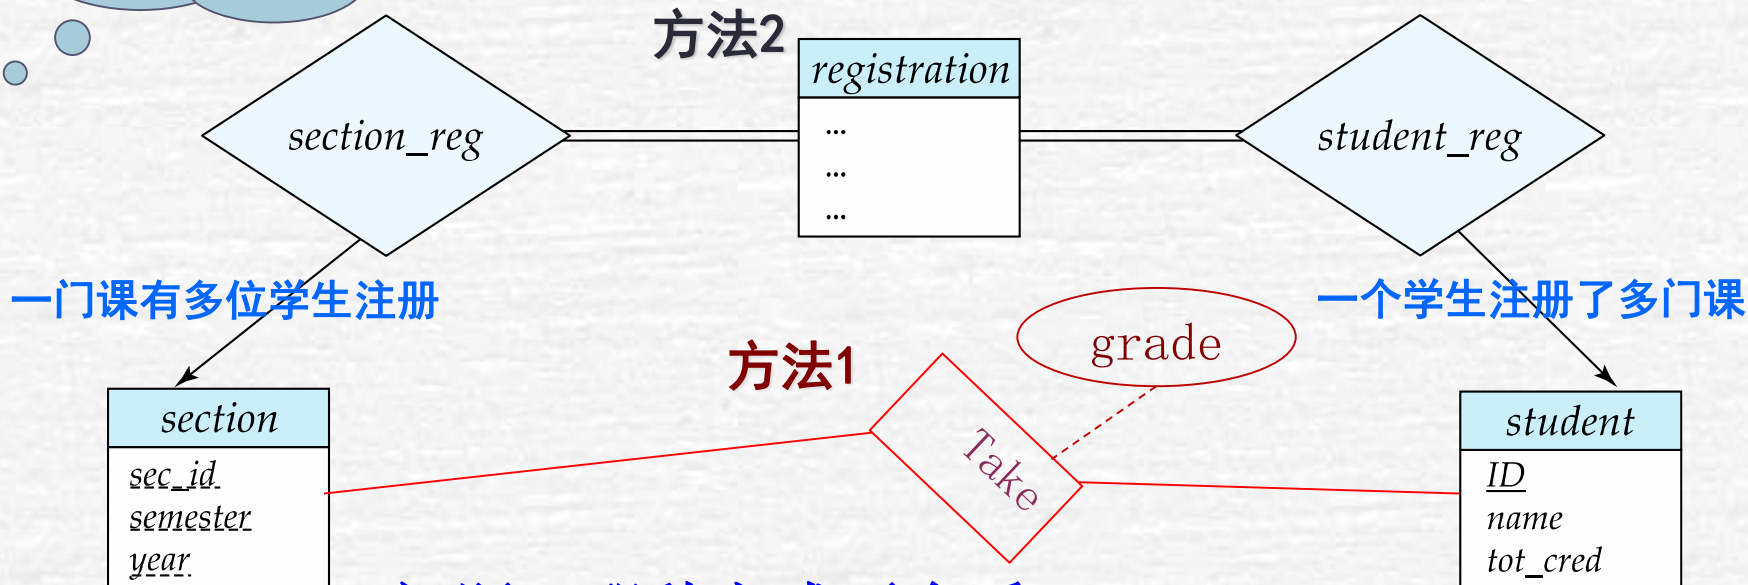 方法2
registration
section_reg
student_reg
...
...
...
一门课有多位学生注册
一个学生注册了多门课
方法1
grade
section
Take
student
sec_id
semester
year
ID
name
tot_cred